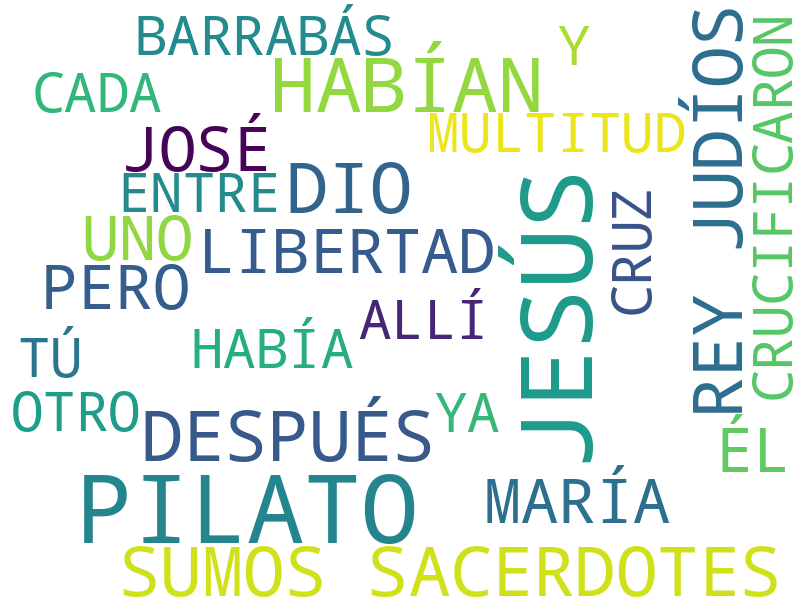 BARRABÁS
Y
CADA
HABÍAN
MULTITUD
JOSÉ
ENTRE
DIO
UNO
LIBERTAD
PERO
ALLÍ
HABÍA
TÚ
OTRO
DESPUÉS
YA
JESÚS
CRUZ
REY JUDÍOS
CRUCIFICARON
ÉL
PILATO
MARÍA
SUMOS SACERDOTES